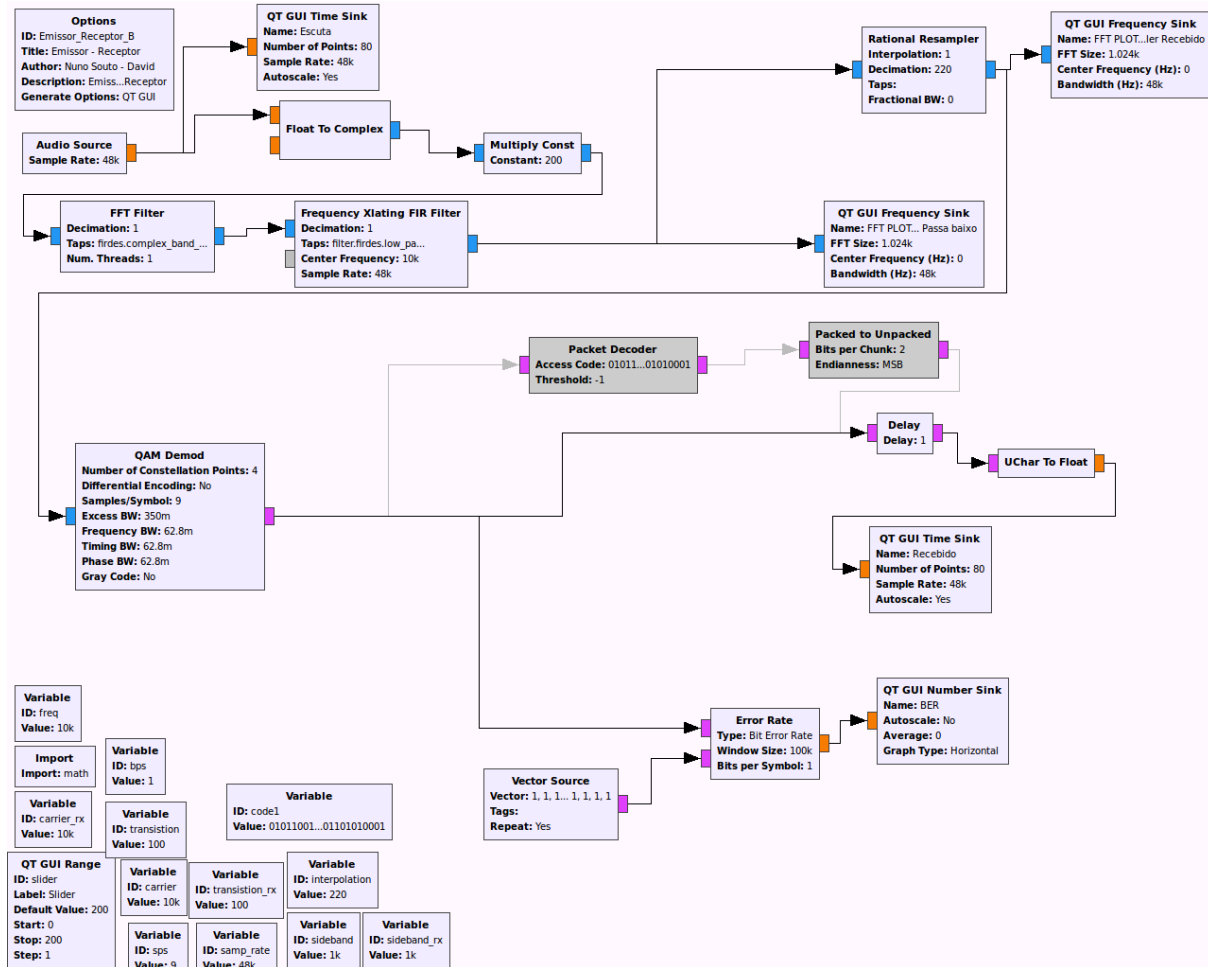 Options
ID: Emissor_Receptor_B
Title: Emissor - Receptor
Author: Nuno Souto - David
Description: Emiss...Receptor
Generate Options: QT GUI
QT GUI Time Sink
Name: Escuta
Number of Points: 80
Sample Rate: 48k
Autoscale: Yes
Rational Resampler
Interpolation: 1
Decimation: 220
Taps:
Fractional BW: 0
QT GUI Frequency Sink
Name: FFT PLOT...ler Recebido
FFT Size: 1.024k
Center Frequency (Hz): 0
Bandwidth (Hz): 48k
Audio Source
Sample Rate: 48k
Float To Complex
Multiply Const
Constant: 200
FFT Filter
Decimation: 1
Taps: firdes.complex_band_...
Num. Threads: 1
Frequency Xlating FIR Filter
Decimation: 1
Taps: filter.firdes.low_pa...
Center Frequency: 10k
Sample Rate: 48k
QT GUI Frequency Sink
Name: FFT PLOT... Passa baixo
FFT Size: 1.024k
Center Frequency (Hz): 0
Bandwidth (Hz): 48k
Packet Decoder
Access Code: 01011...01010001
Threshold: -1
Packed to Unpacked
Bits per Chunk: 2
Endianness: MSB
Delay
Delay: 1
UChar To Float
QAM Demod
Number of Constellation Points: 4
Differential Encoding: No
Samples/Symbol: 9
Excess BW: 350m
Frequency BW: 62.8m
Timing BW: 62.8m
Phase BW: 62.8m
Gray Code: No
QT GUI Time Sink
Name: Recebido
Number of Points: 80
Sample Rate: 48k
Autoscale: Yes
Error Rate
Type: Bit Error Rate
Window Size: 100k
Bits per Symbol: 1
QT GUI Number Sink
Name: BER
Autoscale: No
Average: 0
Graph Type: Horizontal
Vector Source
Vector: 1, 1, 1... 1, 1, 1, 1
Tags:
Repeat: Yes
Variable
ID: freq
Value: 10k
Import
Import: math
Variable
ID: bps
Value: 1
Variable
ID: carrier_rx
Value: 10k
Variable
ID: transistion
Value: 100
Variable
ID: code1
Value: 01011001...01101010001
QT GUI Range
ID: slider
Label: Slider
Default Value: 200
Start: 0
Stop: 200
Step: 1
Variable
ID: carrier
Value: 10k
Variable
ID: transistion_rx
Value: 100
Variable
ID: interpolation
Value: 220
Variable
ID: sps
Value: 9
Variable
ID: samp_rate
Value: 48k
Variable
ID: sideband
Value: 1k
Variable
ID: sideband_rx
Value: 1k